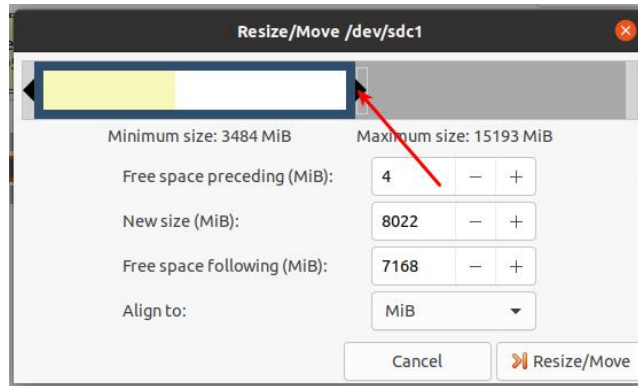 Resize/Move /dev/sdc1
Minimum size: 3484 MiB Maximum size: 15193 MiB
Free space preceding (MiB): 4 − +
New size (MiB): 8022 − +
Free space following (MiB): 7168 − +
Align to: MiB
Cancel Resize/Move